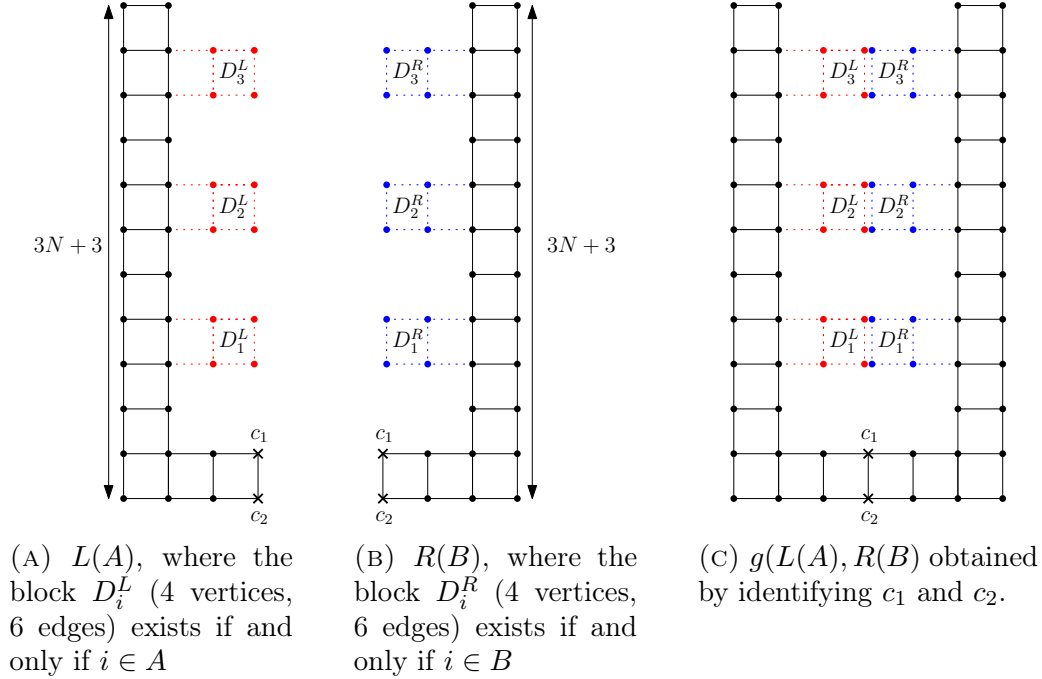 $D_3^L$ $D_3^R$ $D_3^L$ $D_3^R$
$D_2^L$ $D_2^R$ $D_2^L$ $D_2^R$
$3N+3$ $3N+3$
$D_1^L$ $D_1^R$ $D_1^L$ $D_1^R$
$c_1$ $c_1$ $c_1$
$c_2$ $c_2$ $c_2$
(A) $L(A)$, where the
block $D_i^L$ (4 vertices,
6 edges) exists if and
only if $i \in A$
(B) $R(B)$, where the
block $D_i^R$ (4 vertices,
6 edges) exists if and
only if $i \in B$
(C) $g(L(A), R(B)$ obtained
by identifying $c_1$ and $c_2$.